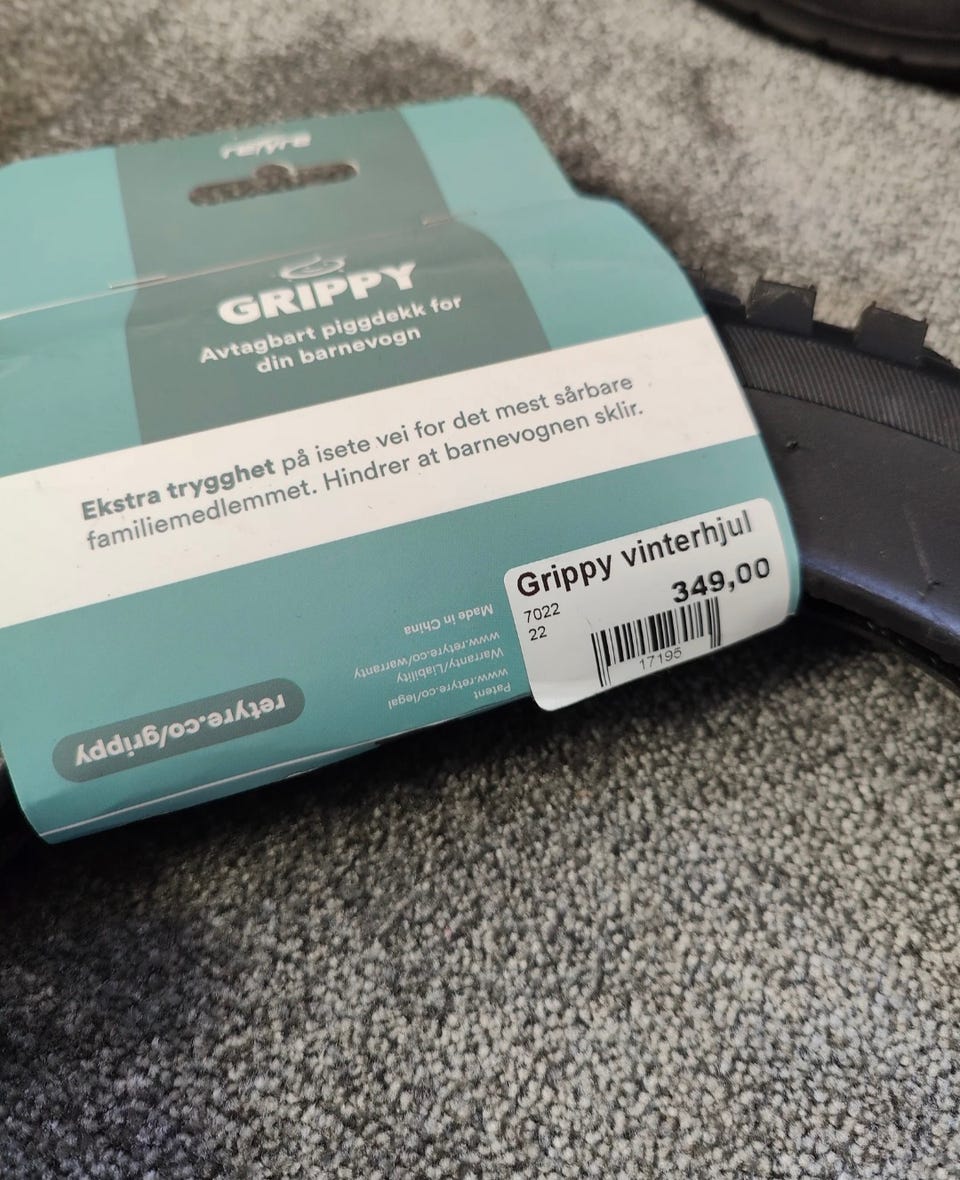 retyre
GRIPPY
Avtagbart piggdekk for
din barnevogn
Ekstra trygghet på isete vei for det mest sårbare
familiemedlemmet. Hindrer at barnevognen sklir.
Grippy vinterhjul
349,00
7022
22
17195
Patent
www.retyre.co/legal
Warranty/Liability
www.retyre.co/warranty
Made in China
retyre.co/grippy